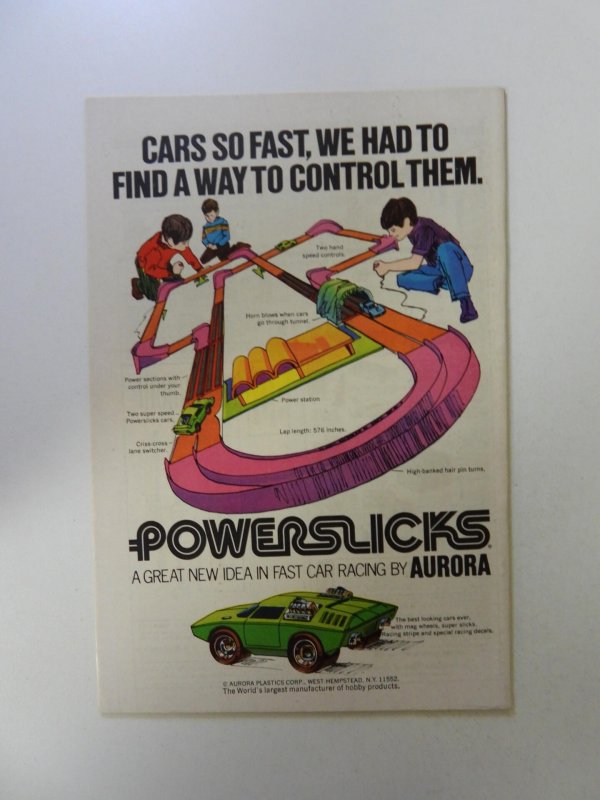 CARS SO FAST, WE HAD TO
FIND A WAY TO CONTROL THEM.
Two hand
speed controls.
Horn blows when cars
go through tunnel.
Power sections with
control under your
thumb.
Power station
Two super speed
Powerslicks cars.
Lap length: 576 inches.
Criss-cross
lane switcher.
High-banked hair pin turns.
POWERSLICKS®
A GREAT NEW IDEA IN FAST CAR RACING BY AURORA
The best looking cars ever,
with mag wheels, super slicks,
Racing stripe and special racing decals.
© AURORA PLASTICS CORP., WEST HEMPSTEAD, N.Y. 11552.
The World's largest manufacturer of hobby products.